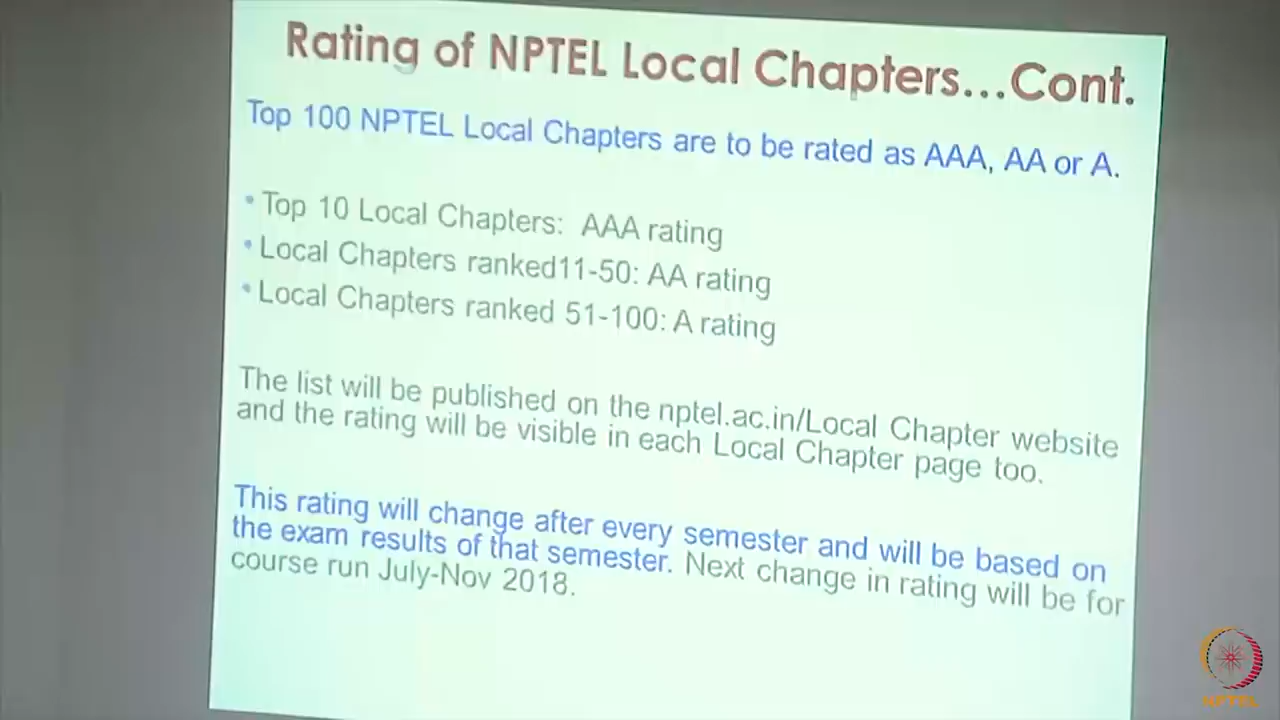 Rating of NPTEL Local Chapters...Cont.
Top 100 NPTEL Local Chapters are to be rated as AAA, AA or A.
• Top 10 Local Chapters: AAA rating
• Local Chapters ranked11-50: AA rating
• Local Chapters ranked 51-100: A rating
The list will be published on the nptel.ac.in/Local Chapter website
and the rating will be visible in each Local Chapter page too.
This rating will change after every semester and will be based on
the exam results of that semester. Next change in rating will be for
course run July-Nov 2018.
NPTEL